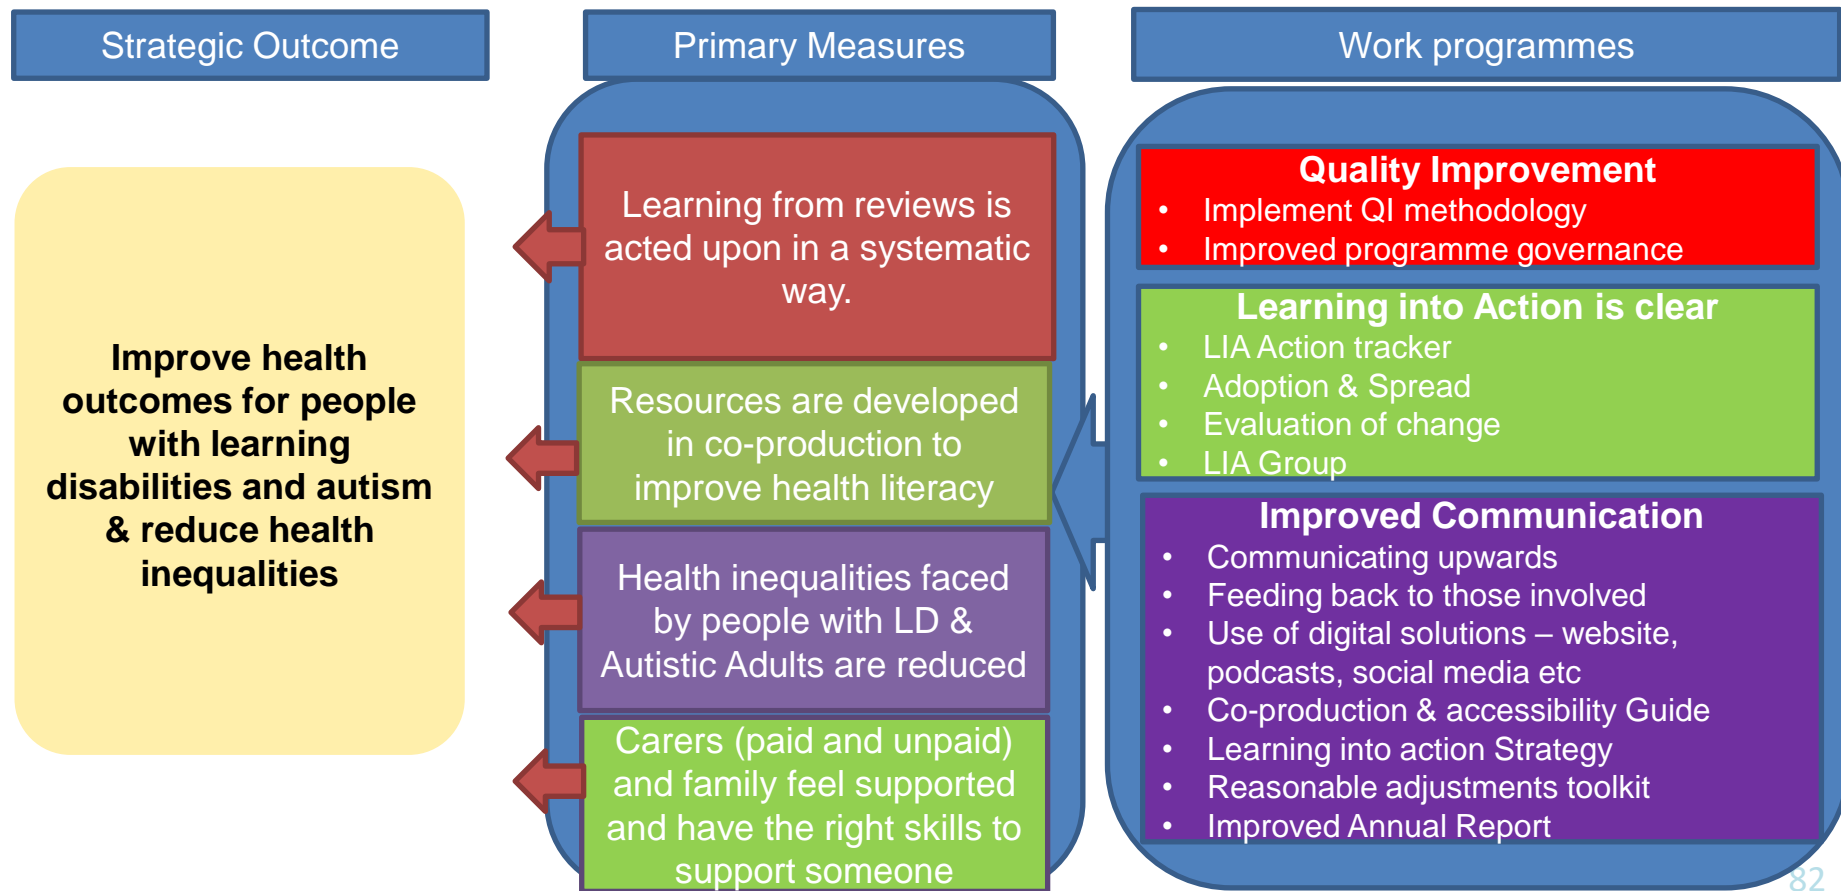 Strategic Outcome
Primary Measures
Work programmes
Improve health
outcomes for people
with learning
disabilities and autism
& reduce health
inequalities
Learning from reviews is
acted upon in a systematic
way.
Resources are developed
in co-production to
improve health literacy
Health inequalities faced
by people with LD &
Autistic Adults are reduced
Carers (paid and unpaid)
and family feel supported
and have the right skills to
support someone
Quality Improvement
• Implement QI methodology
• Improved programme governance
Learning into Action is clear
• LIA Action tracker
• Adoption & Spread
• Evaluation of change
• LIA Group
Improved Communication
• Communicating upwards
• Feeding back to those involved
• Use of digital solutions – website,
podcasts, social media etc
• Co-production & accessibility Guide
• Learning into action Strategy
• Reasonable adjustments toolkit
• Improved Annual Report
82